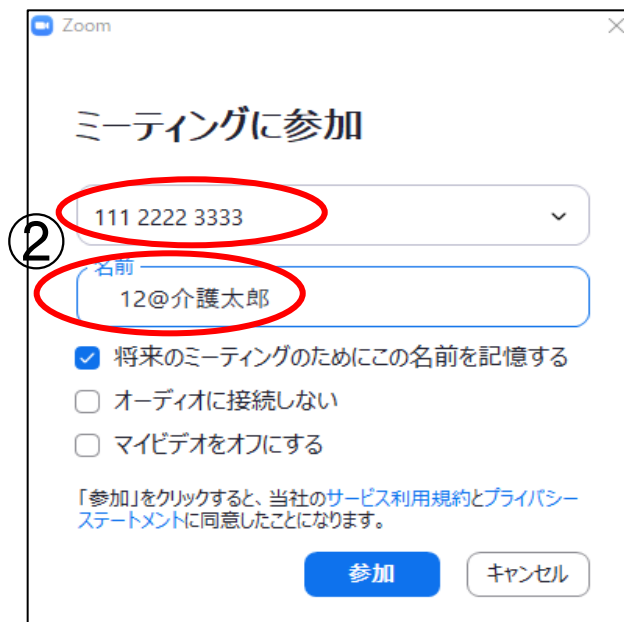 Zoom
ミーティングに参加
111 2222 3333
②
名前
12@介護太郎
将来のミーティングのためにこの名前を記憶する
オーディオに接続しない
マイビデオをオフにする
「参加」をクリックすると、当社のサービス利用規約とプライバシー
ステートメントに同意したことになります。
参加
キャンセル